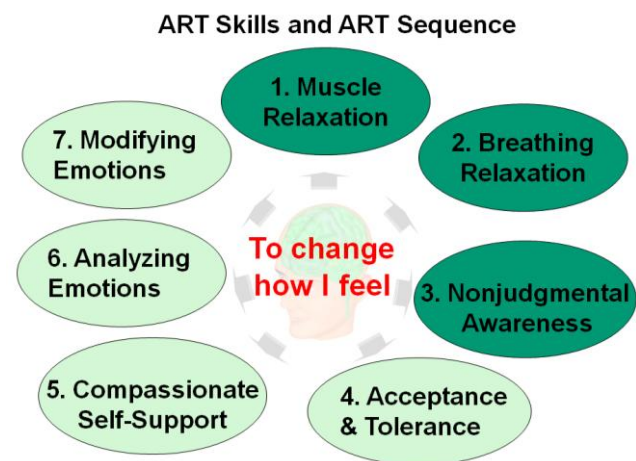 ART Skills and ART Sequence
1. Muscle
Relaxation
2. Breathing
Relaxation
3. Nonjudgmental
Awareness
4. Acceptance
& Tolerance
5. Compassionate
Self-Support
6. Analyzing
Emotions
7. Modifying
Emotions
To change
how I feel